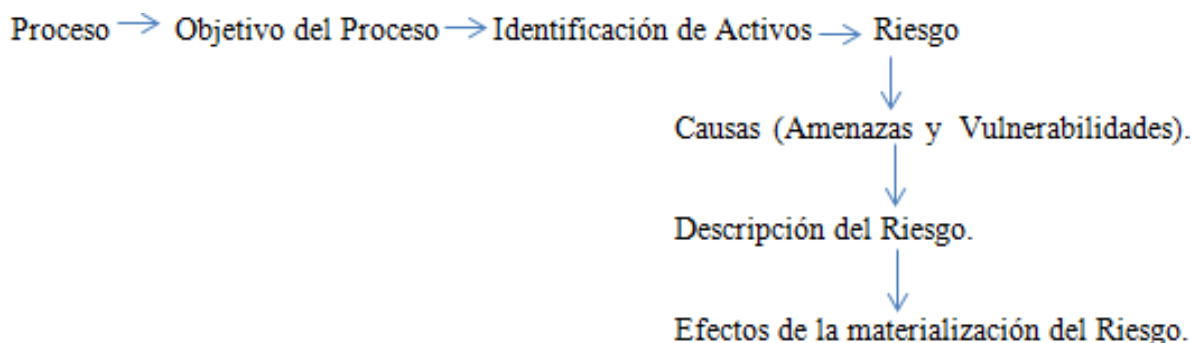 Proceso Objetivo del Proceso Identificación de Activos Riesgo
Causas (Amenazas y Vulnerabilidades).
Descripción del Riesgo.
Efectos de la materialización del Riesgo.